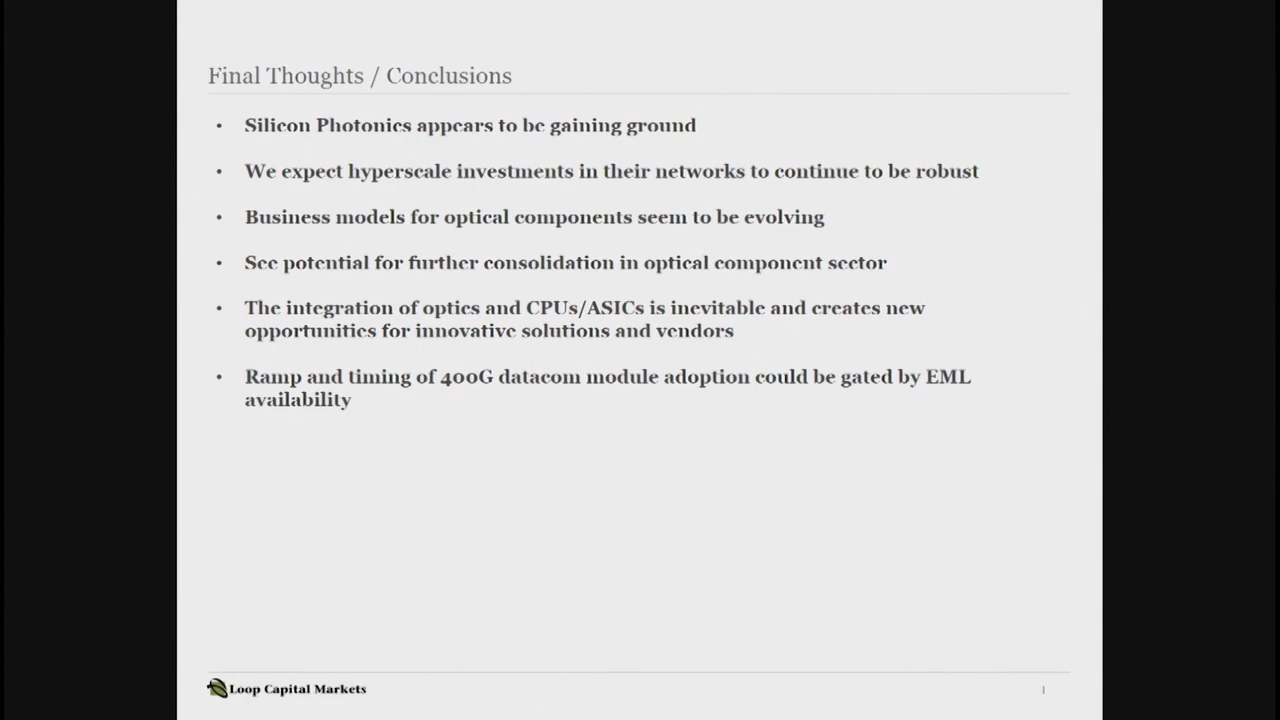 Final Thoughts / Conclusions
• Silicon Photonics appears to be gaining ground
• We expect hyperscale investments in their networks to continue to be robust
• Business models for optical components seem to be evolving
• See potential for further consolidation in optical component sector
• The integration of optics and CPUs/ASICs is inevitable and creates new
opportunities for innovative solutions and vendors
• Ramp and timing of 400G datacom module adoption could be gated by EML
availability
Loop Capital Markets
1